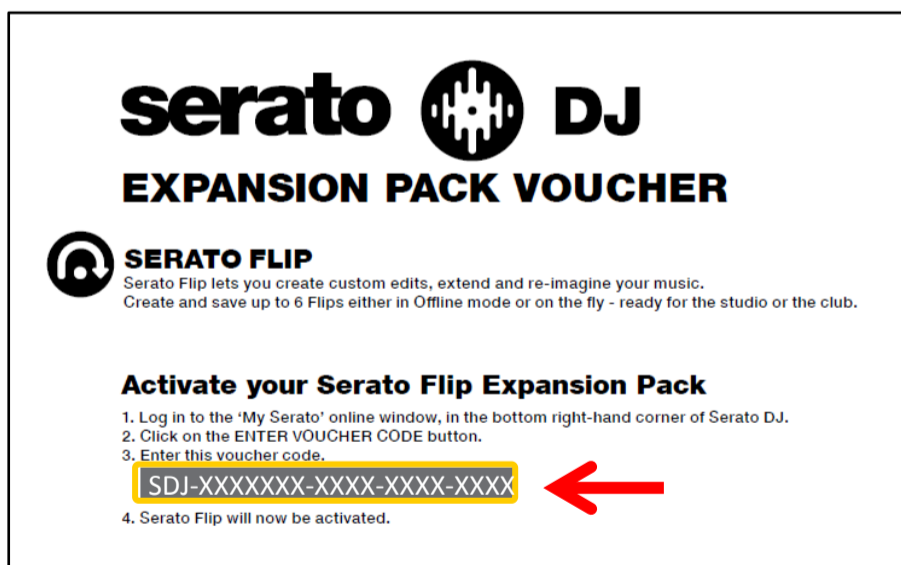 serato DJ
EXPANSION PACK VOUCHER
SERATO FLIP
Serato Flip lets you create custom edits, extend and re-imagine your music.
Create and save up to 6 Flips either in Offline mode or on the fly - ready for the studio or the club.
Activate your Serato Flip Expansion Pack
1. Log in to the ‘My Serato’ online window, in the bottom right-hand corner of Serato DJ.
2. Click on the ENTER VOUCHER CODE button.
3. Enter this voucher code.
SDJ-XXXXXXX-XXXX-XXXX-XXXX
4. Serato Flip will now be activated.